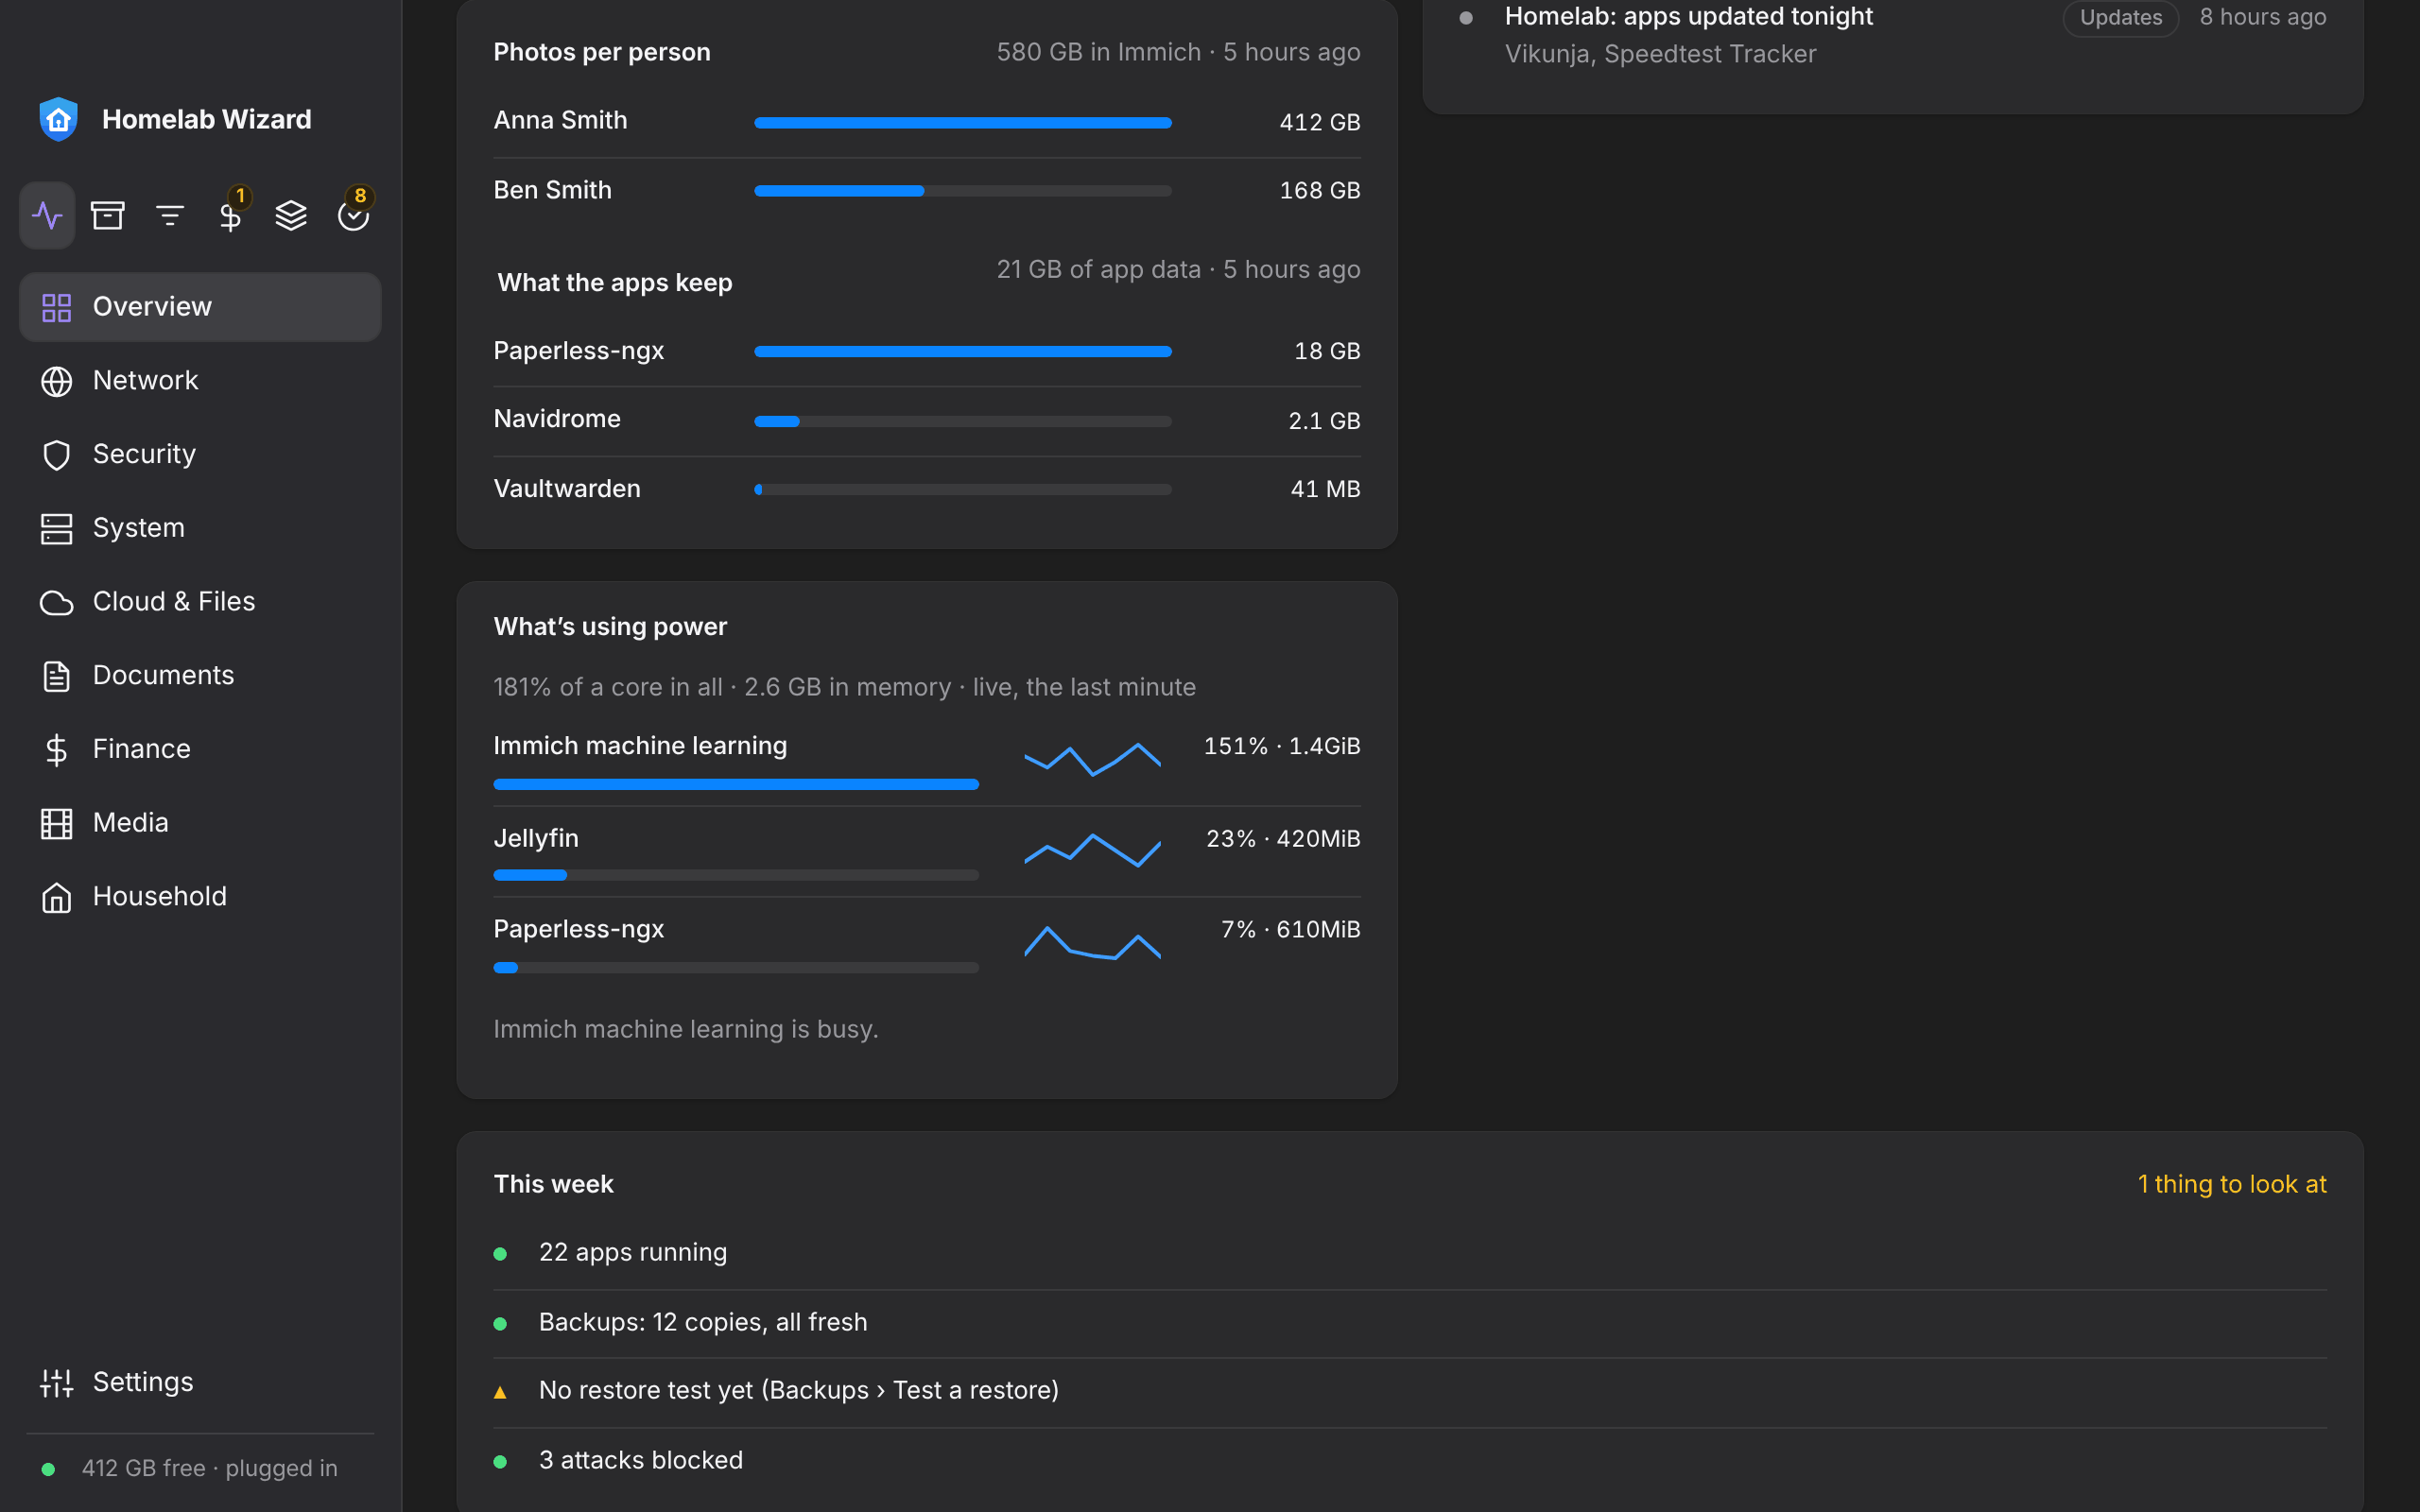 Homelab Wizard
1
8
Overview
Network
Security
System
Cloud & Files
Documents
Finance
Media
Household
Settings
412 GB free · plugged in
Photos per person
580 GB in Immich · 5 hours ago
Anna Smith
412 GB
Ben Smith
168 GB
What the apps keep
21 GB of app data · 5 hours ago
Paperless-ngx
18 GB
Navidrome
2.1 GB
Vaultwarden
41 MB
What’s using power
181% of a core in all · 2.6 GB in memory · live, the last minute
Immich machine learning
151% · 1.4GiB
Jellyfin
23% · 420MiB
Paperless-ngx
7% · 610MiB
Immich machine learning is busy.
Homelab: apps updated tonight
Updates
8 hours ago
Vikunja, Speedtest Tracker
This week
1 thing to look at
22 apps running
Backups: 12 copies, all fresh
No restore test yet (Backups › Test a restore)
3 attacks blocked